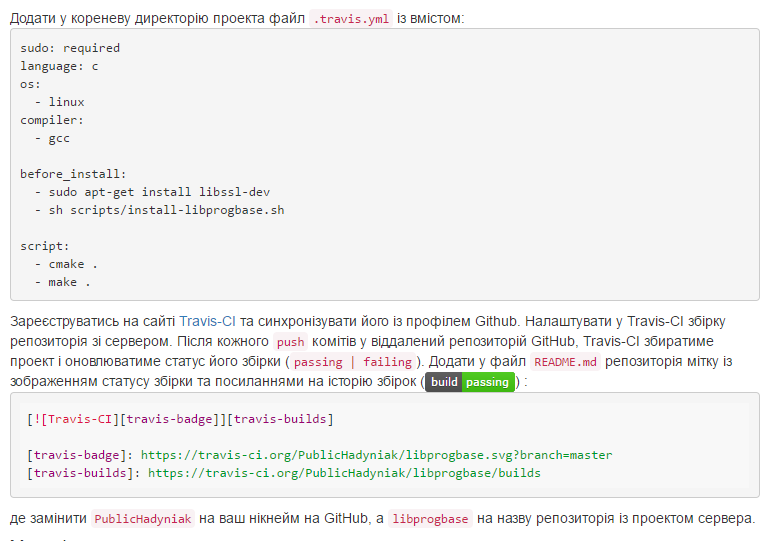 Додати у кореневу директорію проекта файл .travis.yml із вмістом:
sudo: required
language: c
os:
  - linux
compiler:
  - gcc
before_install:
  - sudo apt-get install libssl-dev
  - sh scripts/install-libprogbase.sh
script:
  - cmake .
  - make .
Зареєструватись на сайті Travis-CI та синхронізувати його із профілем Github. Налаштувати у Travis-CI збірку
репозиторія зі сервером. Після кожного push комітів у віддалений репозиторій GitHub, Travis-CI збиратиме
проект і оновлюватиме статус його збірки ( passing | failing ). Додати у файл README.md репозиторія мітку із
зображенням статусу збірки та посиланнями на історію збірок (build passing) :
[![Travis-CI][travis-badge]][travis-builds]
[travis-badge]: https://travis-ci.org/PublicHadyniak/libprogbase.svg?branch=master
[travis-builds]: https://travis-ci.org/PublicHadyniak/libprogbase/builds
де замінити PublicHadyniak на ваш нікнейм на GitHub, а libprogbase на назву репозиторія із проектом сервера.